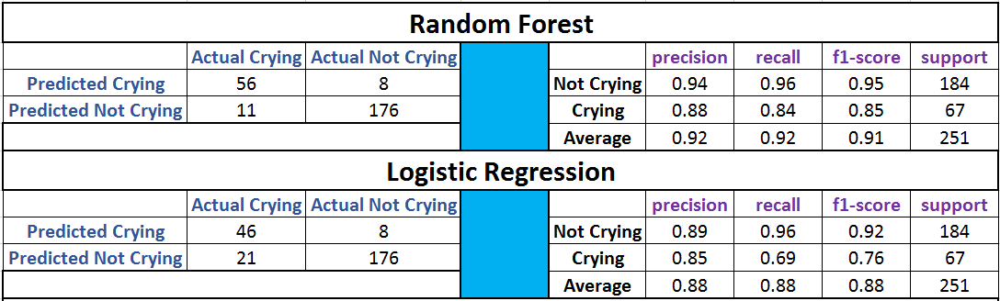 Random Forest
Actual Crying Actual Not Crying precision recall f1-score support
Predicted Crying 56 8 Not Crying 0.94 0.96 0.95 184
Predicted Not Crying 11 176 Crying 0.88 0.84 0.85 67
Average 0.92 0.92 0.91 251
Logistic Regression
Actual Crying Actual Not Crying precision recall f1-score support
Predicted Crying 46 8 Not Crying 0.89 0.96 0.92 184
Predicted Not Crying 21 176 Crying 0.85 0.69 0.76 67
Average 0.88 0.88 0.88 251